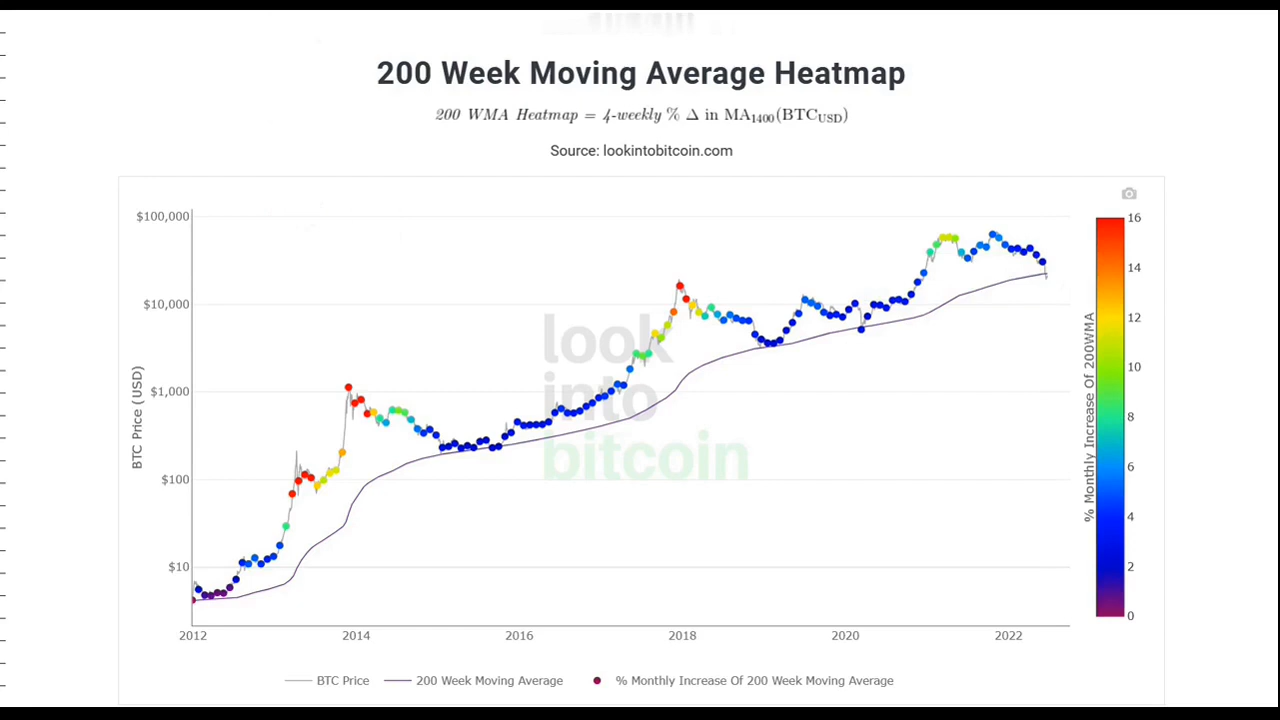 200 Week Moving Average Heatmap
200 WMA Heatmap = 4-weekly % Δ in MA1400(BTCUSD)
Source: lookintobitcoin.com
$100,000
$10,000
$1,000
$100
$10
BTC Price (USD)
look
into
bitcoin
2012
2014
2016
2018
2020
2022
16
14
12
10
8
6
4
2
0
% Monthly Increase Of 200WMA
BTC Price
200 Week Moving Average
% Monthly Increase Of 200 Week Moving Average